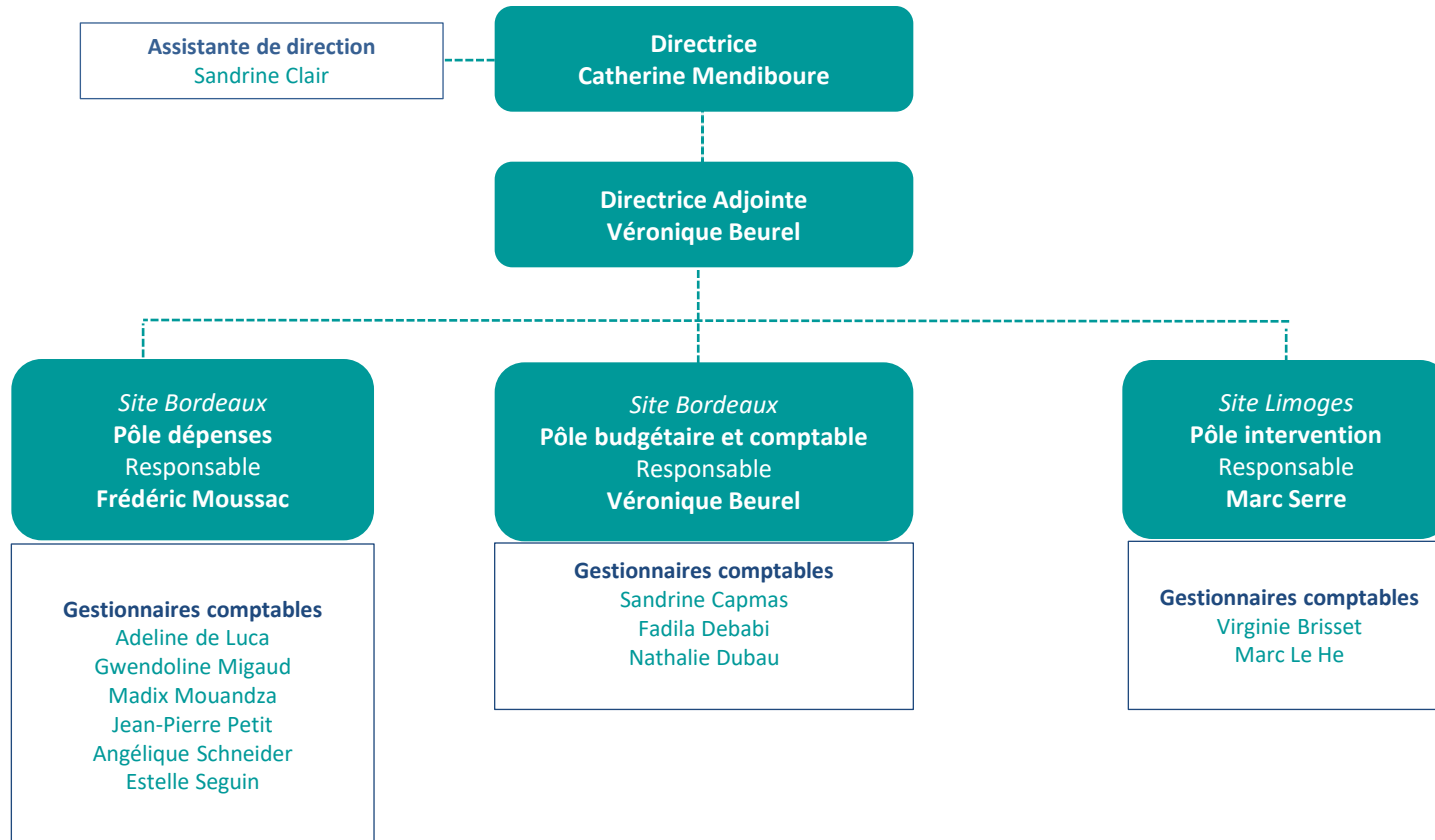 Assistante de direction
Sandrine Clair
Directrice
Catherine Mendiboure
Directrice Adjointe
Véronique Beurel
Site Bordeaux
Pôle dépenses
Responsable
Frédéric Moussac
Gestionnaires comptables
Adeline de Luca
Gwendoline Migaud
Madix Mouandza
Jean-Pierre Petit
Angélique Schneider
Estelle Seguin
Site Bordeaux
Pôle budgétaire et comptable
Responsable
Véronique Beurel
Gestionnaires comptables
Sandrine Capmas
Fadila Debabi
Nathalie Dubau
Site Limoges
Pôle intervention
Responsable
Marc Serre
Gestionnaires comptables
Virginie Brisset
Marc Le He